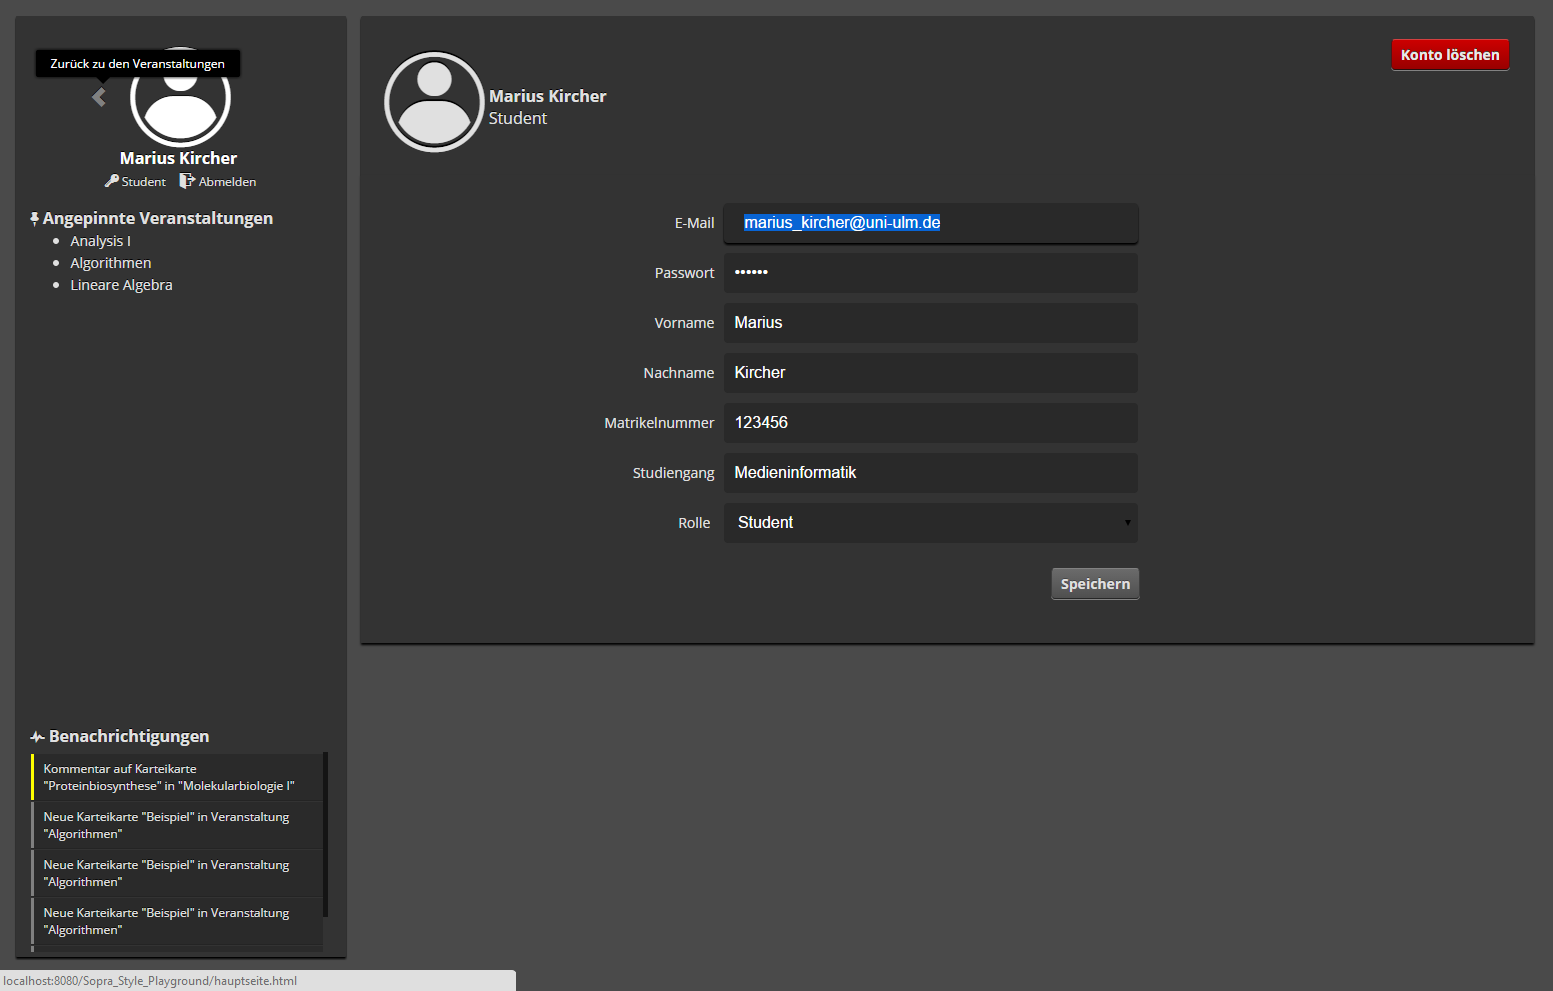 Zurück zu den Veranstaltungen
Marius Kircher
Student Abmelden
Angepinnte Veranstaltungen
Analysis I
Algorithmen
Lineare Algebra
Benachrichtigungen
Kommentar auf Karteikarte
"Proteinbiosynthese" in "Molekularbiologie I"
Neue Karteikarte "Beispiel" in Veranstaltung
"Algorithmen"
Neue Karteikarte "Beispiel" in Veranstaltung
"Algorithmen"
Neue Karteikarte "Beispiel" in Veranstaltung
"Algorithmen"
Konto löschen
Marius Kircher
Student
E-Mail marius_kircher@uni-ulm.de
Passwort ••••••
Vorname Marius
Nachname Kircher
Matrikelnummer 123456
Studiengang Medieninformatik
Rolle Student
Speichern
localhost:8080/Sopra_Style_Playground/hauptseite.html